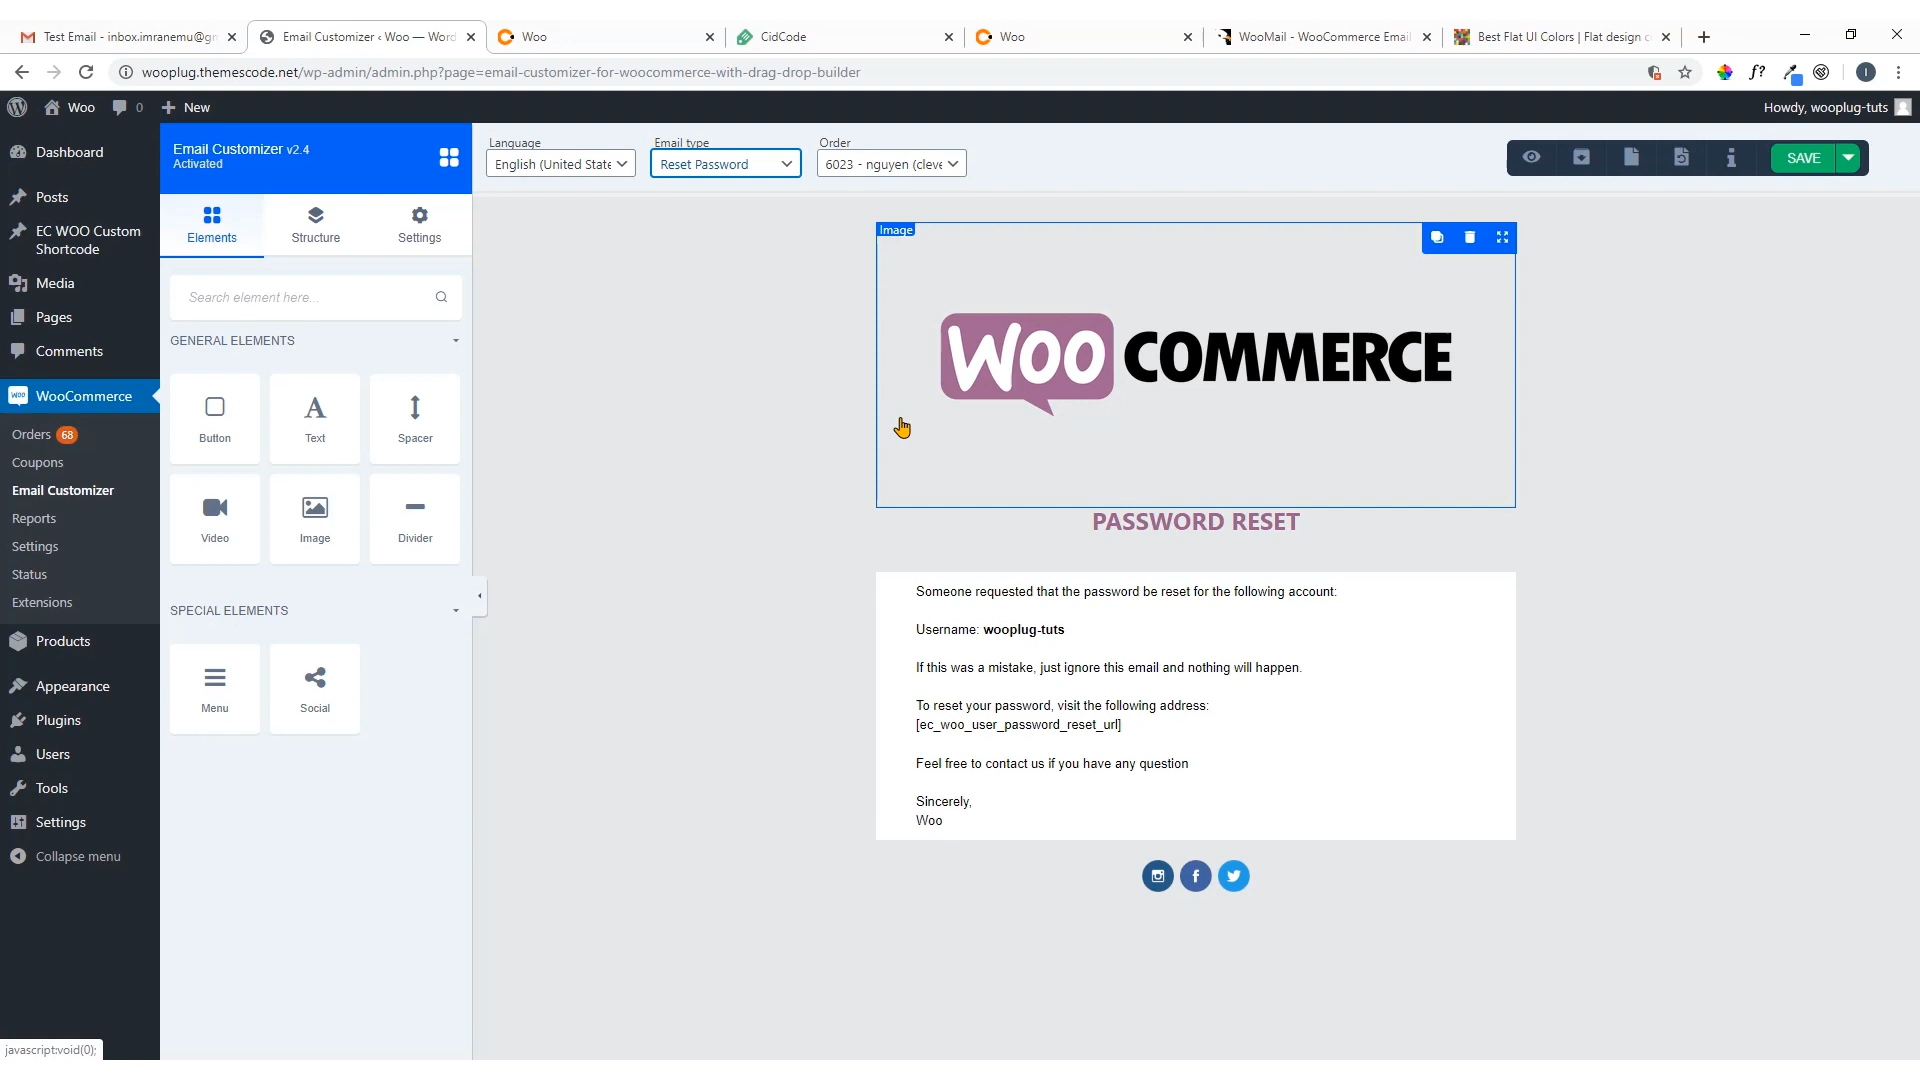 Test Email - inbox.imranemu@gm
Email Customizer ‹ Woo — Word
Woo
CidCode
Woo
WooMail - WooCommerce Email
Best Flat UI Colors | Flat design c
wooplug.themescode.net/wp-admin/admin.php?page=email-customizer-for-woocommerce-with-drag-drop-builder
f?
I
Woo
0
New
Howdy, wooplug-tuts
Dashboard
Posts
EC WOO Custom
Shortcode
Media
Pages
Comments
WooCommerce
Orders 68
Coupons
Email Customizer
Reports
Settings
Status
Extensions
Products
Appearance
Plugins
Users
Tools
Settings
Collapse menu
javascript:void(0);
Email Customizer v2.4
Activated
Elements
Structure
Settings
Search element here...
GENERAL ELEMENTS
Button
Text
Spacer
Video
Image
Divider
SPECIAL ELEMENTS
Menu
Social
Language
English (United State
Email type
Reset Password
Order
6023 - nguyen (cleve
SAVE
Image
WOO COMMERCE
PASSWORD RESET
Someone requested that the password be reset for the following account:
Username: wooplug-tuts
If this was a mistake, just ignore this email and nothing will happen.
To reset your password, visit the following address:
[ec_woo_user_password_reset_url]
Feel free to contact us if you have any question
Sincerely,
Woo